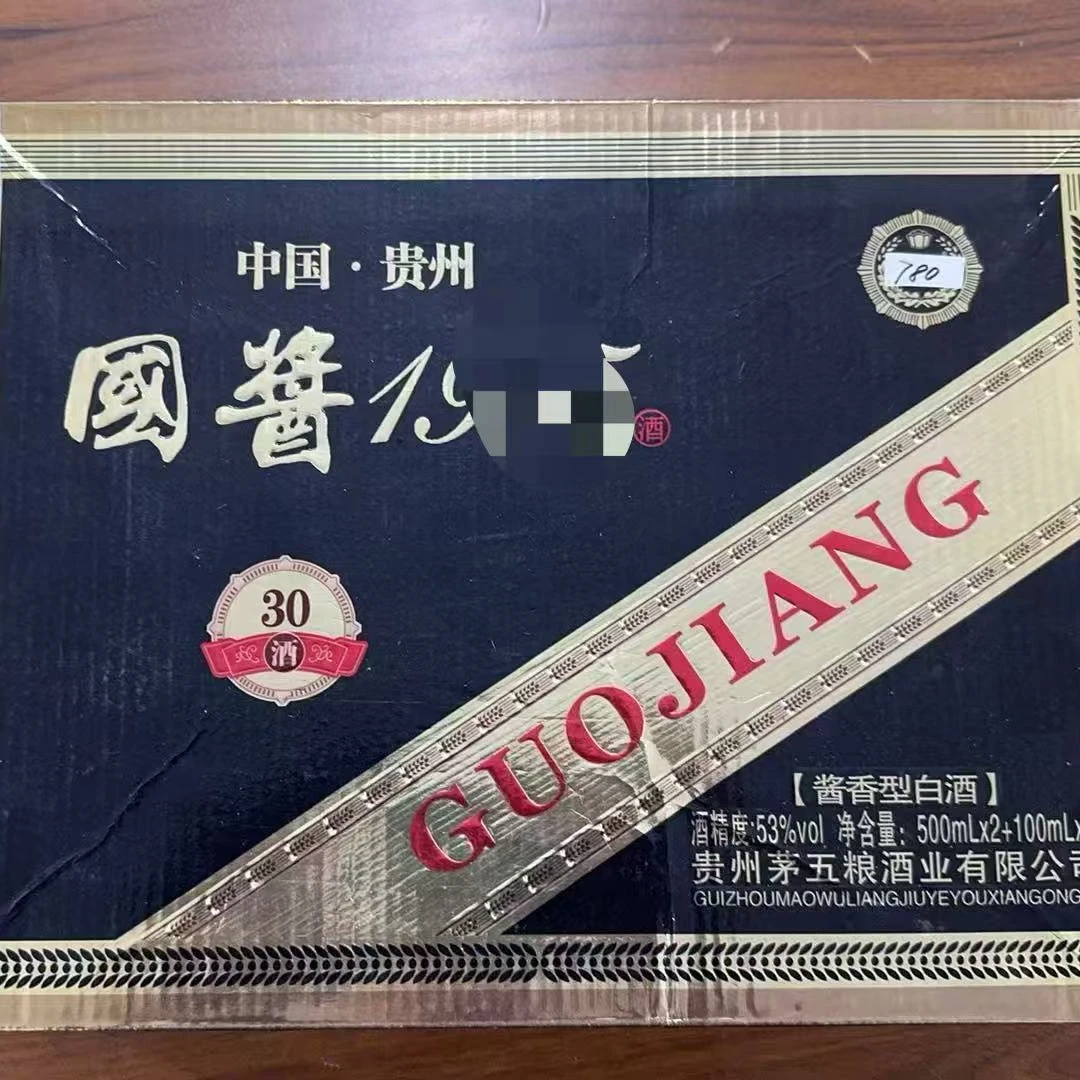 中国·贵州
780
國醬19
酒
30
酒
GUOJIANG
【酱香型白酒】
酒精度:53%vol 净含量：500mLx2+100mLx
贵州茅五粮酒业有限公司
GUIZHOUMAOWULIANGJIUYEYOUXIANGONG